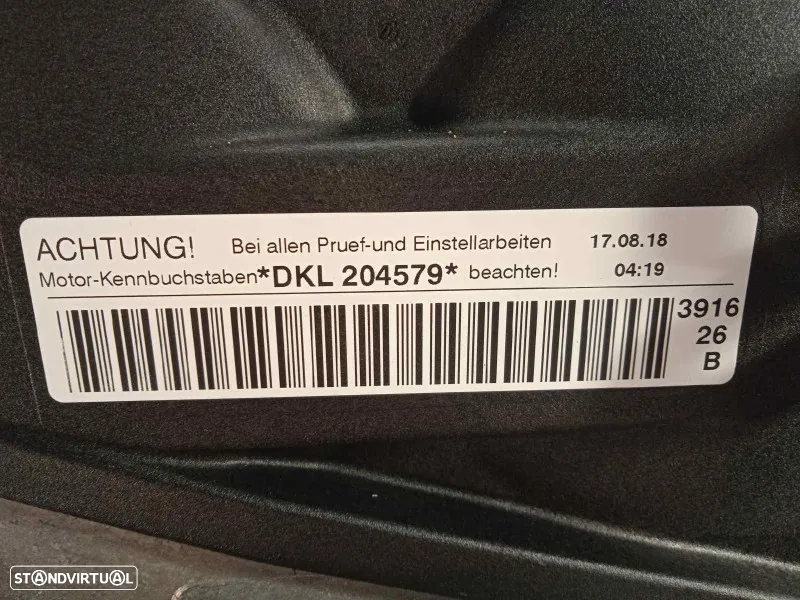 ACHTUNG! Bei allen Pruef-und Einstellarbeiten 17.08.18
Motor-Kennbuchstaben *DKL 204579* beachten! 04:19
3916
26
B
STANDVIRTUAL